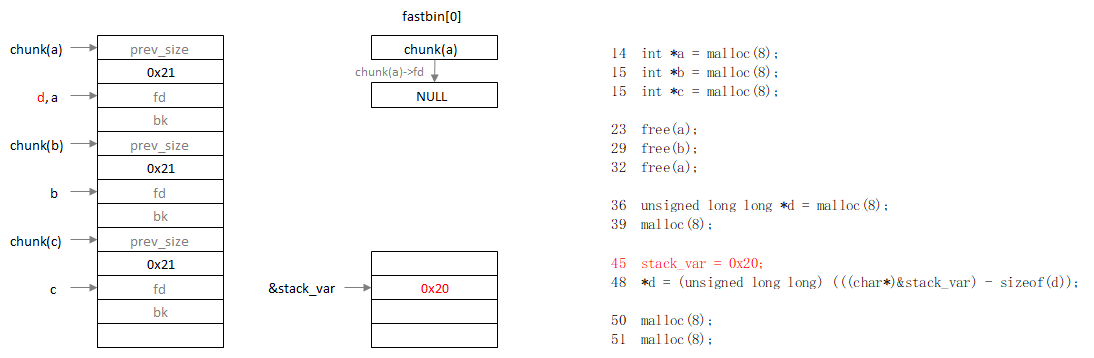 fastbin[0]
chunk(a)
prev_size
0x21
d, a
fd
bk
chunk(b)
prev_size
0x21
b
fd
bk
chunk(c)
prev_size
0x21
c
fd
bk
chunk(a)
chunk(a)->fd
NULL
&stack_var
0x20
14 int *a = malloc(8);
15 int *b = malloc(8);
15 int *c = malloc(8);
23 free(a);
29 free(b);
32 free(a);
36 unsigned long long *d = malloc(8);
39 malloc(8);
45 stack_var = 0x20;
48 *d = (unsigned long long) (((char*)&stack_var) - sizeof(d));
50 malloc(8);
51 malloc(8);